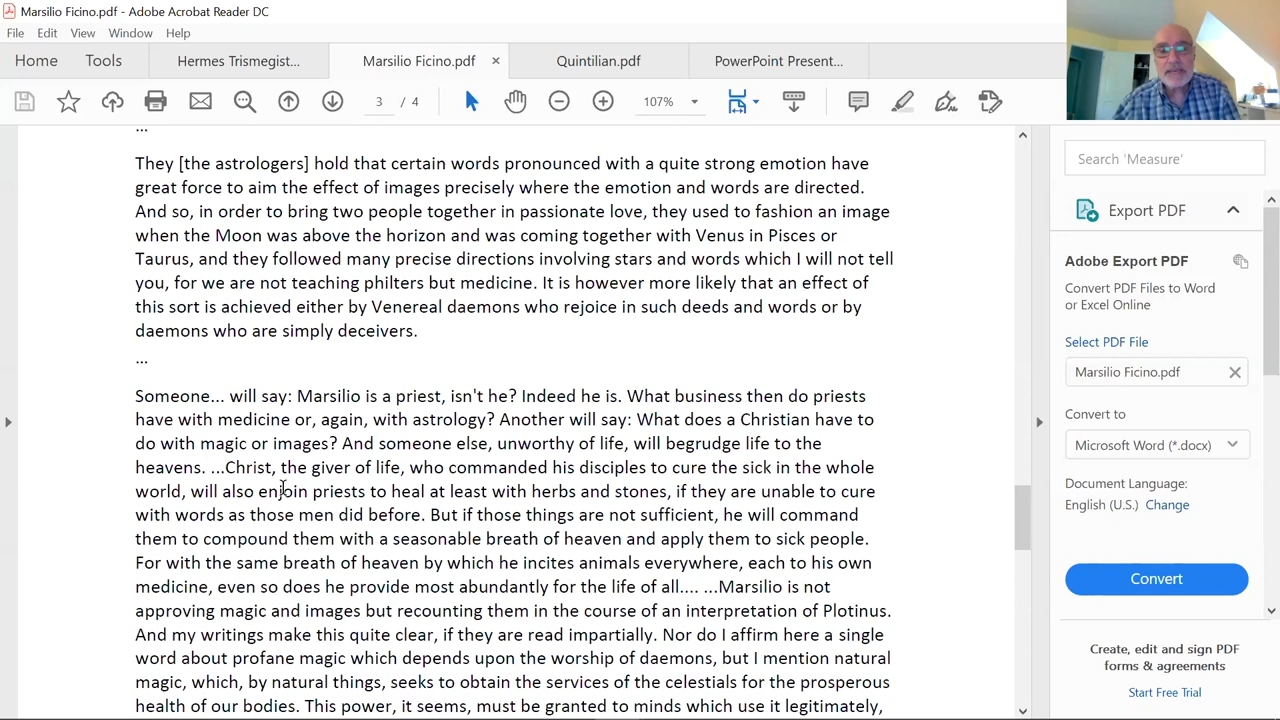 Marsilio Ficino.pdf - Adobe Acrobat Reader DC
File Edit View Window Help
Home Tools Hermes Trismegist... Marsilio Ficino.pdf × Quintilian.pdf PowerPoint Present...
3 / 4 107%
...
They [the astrologers] hold that certain words pronounced with a quite strong emotion have
great force to aim the effect of images precisely where the emotion and words are directed.
And so, in order to bring two people together in passionate love, they used to fashion an image
when the Moon was above the horizon and was coming together with Venus in Pisces or
Taurus, and they followed many precise directions involving stars and words which I will not tell
you, for we are not teaching philters but medicine. It is however more likely that an effect of
this sort is achieved either by Venereal daemons who rejoice in such deeds and words or by
daemons who are simply deceivers.
...
Someone... will say: Marsilio is a priest, isn't he? Indeed he is. What business then do priests
have with medicine or, again, with astrology? Another will say: What does a Christian have to
do with magic or images? And someone else, unworthy of life, will begrudge life to the
heavens. ...Christ, the giver of life, who commanded his disciples to cure the sick in the whole
world, will also enjoin priests to heal at least with herbs and stones, if they are unable to cure
with words as those men did before. But if those things are not sufficient, he will command
them to compound them with a seasonable breath of heaven and apply them to sick people.
For with the same breath of heaven by which he incites animals everywhere, each to his own
medicine, even so does he provide most abundantly for the life of all.... ...Marsilio is not
approving magic and images but recounting them in the course of an interpretation of Plotinus.
And my writings make this quite clear, if they are read impartially. Nor do I affirm here a single
word about profane magic which depends upon the worship of daemons, but I mention natural
magic, which, by natural things, seeks to obtain the services of the celestials for the prosperous
health of our bodies. This power, it seems, must be granted to minds which use it legitimately,
Search 'Measure'
Export PDF
Adobe Export PDF
Convert PDF Files to Word
or Excel Online
Select PDF File
Marsilio Ficino.pdf
Convert to
Microsoft Word (*.docx)
Document Language:
English (U.S.) Change
Convert
Create, edit and sign PDF
forms & agreements
Start Free Trial